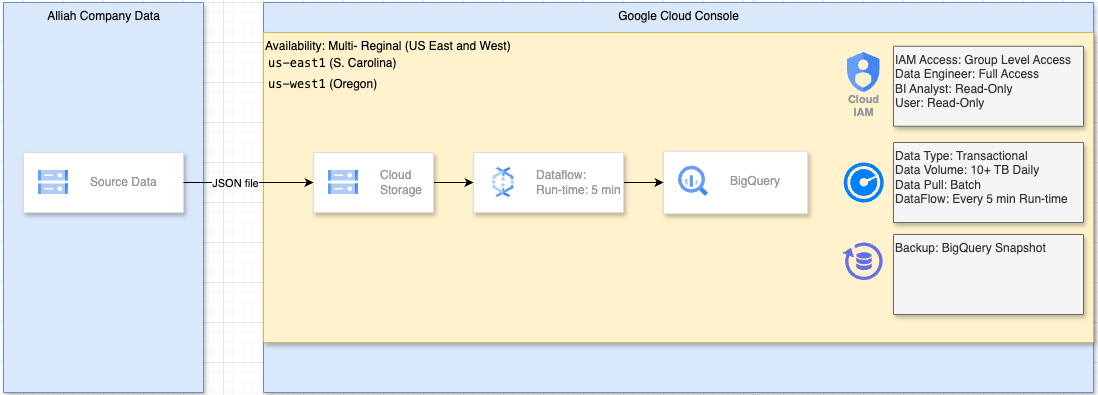 Alliah Company Data
Google Cloud Console
Availability: Multi- Reginal (US East and West)
us-east1 (S. Carolina)
us-west1 (Oregon)
Source Data
JSON file
Cloud
Storage
Dataflow:
Run-time: 5 min
BigQuery
Cloud
IAM
IAM Access: Group Level Access
Data Engineer: Full Access
BI Analyst: Read-Only
User: Read-Only
Data Type: Transactional
Data Volume: 10+ TB Daily
Data Pull: Batch
DataFlow: Every 5 min Run-time
Backup: BigQuery Snapshot